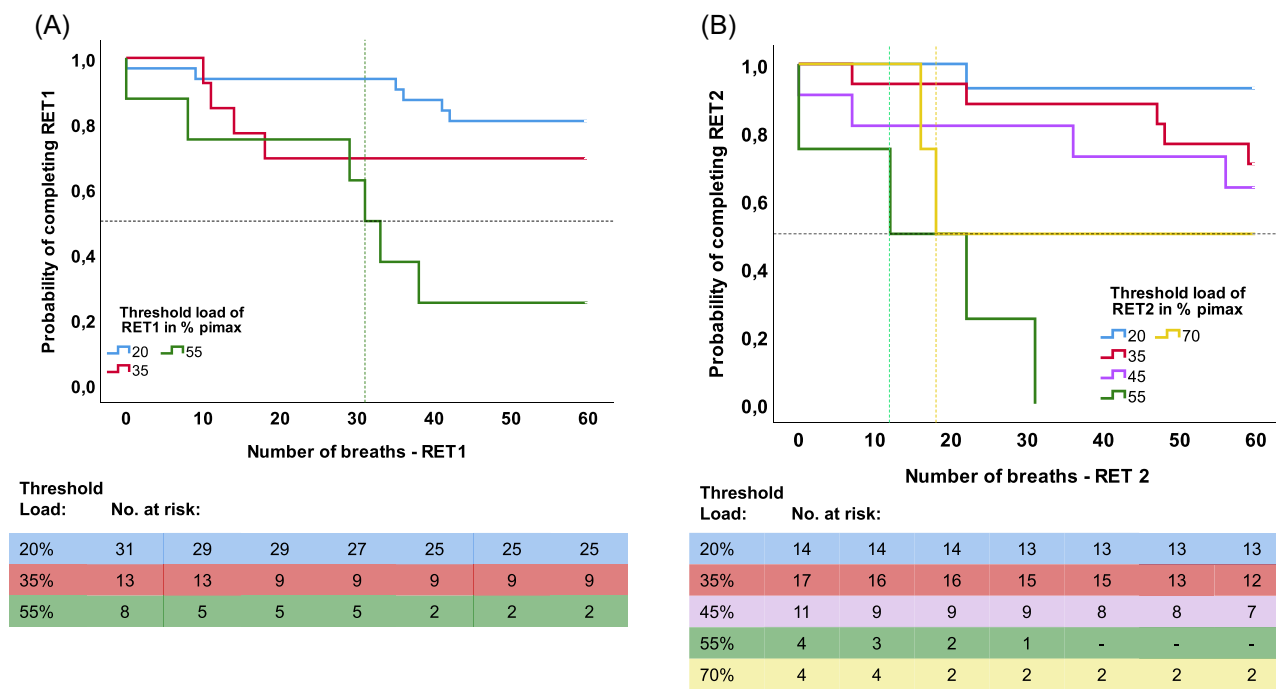 (A)
Probability of completing RET1
1,0
0,8
0,6
0,4
0,2
0,0
Threshold load of
RET1 in % pimax
20 55
35
0 10 20 30 40 50 60
Number of breaths - RET1
Threshold
Load: No. at risk:
20% 31 29 29 27 25 25 25
35% 13 13 9 9 9 9 9
55% 8 5 5 5 2 2 2
(B)
Probability of completing RET2
1,0
0,8
0,6
0,4
0,2
0,0
Threshold load of
RET2 in % pimax
20 70
35
45
55
0 10 20 30 40 50 60
Number of breaths - RET 2
Threshold
Load: No. at risk:
20% 14 14 14 13 13 13 13
35% 17 16 16 15 15 13 12
45% 11 9 9 9 8 8 7
55% 4 3 2 1 - - -
70% 4 4 2 2 2 2 2